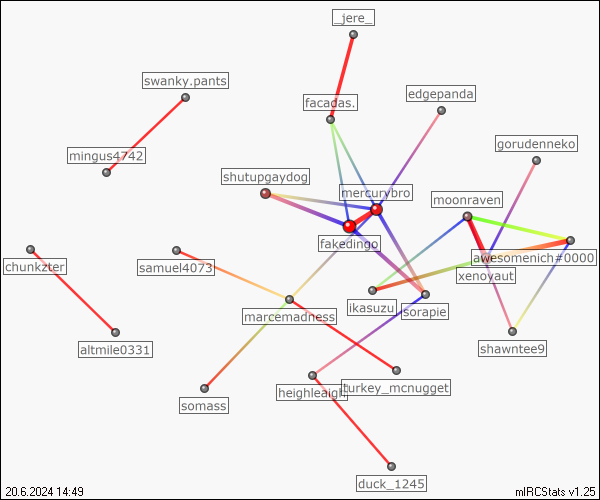 _jere_
swanky.pants
facadas.
edgepanda
mingus4742
gorudenneko
shutupgaydog
mercurybro
moonraven
fakedingo
awesomenich#0000
chunkzter
samuel4073
xenoyaut
ikasuzu
sorapie
marcemadness
altmile0331
shawntee9
heighleaigh
turkey_mcnugget
somass
duck_1245
20.6.2024 14:49
mIRCStats v1.25